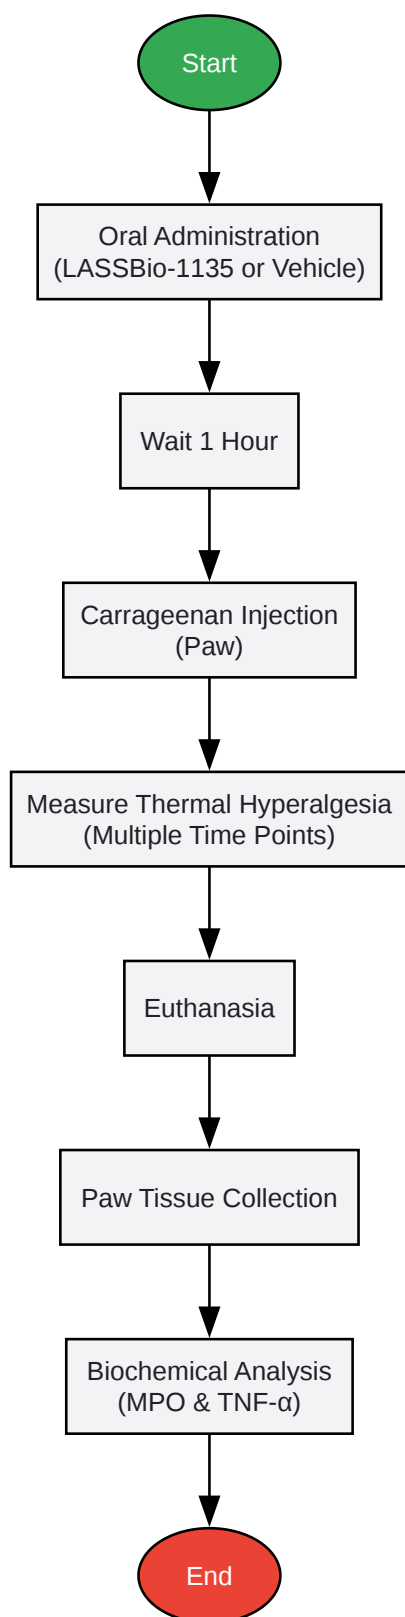 Start
Oral Administration
(LASSBio-1135 or Vehicle)
Wait 1 Hour
Carrageenan Injection
(Paw)
Measure Thermal Hyperalgesia
(Multiple Time Points)
Euthanasia
Paw Tissue Collection
Biochemical Analysis
(MPO & TNF-α)
End